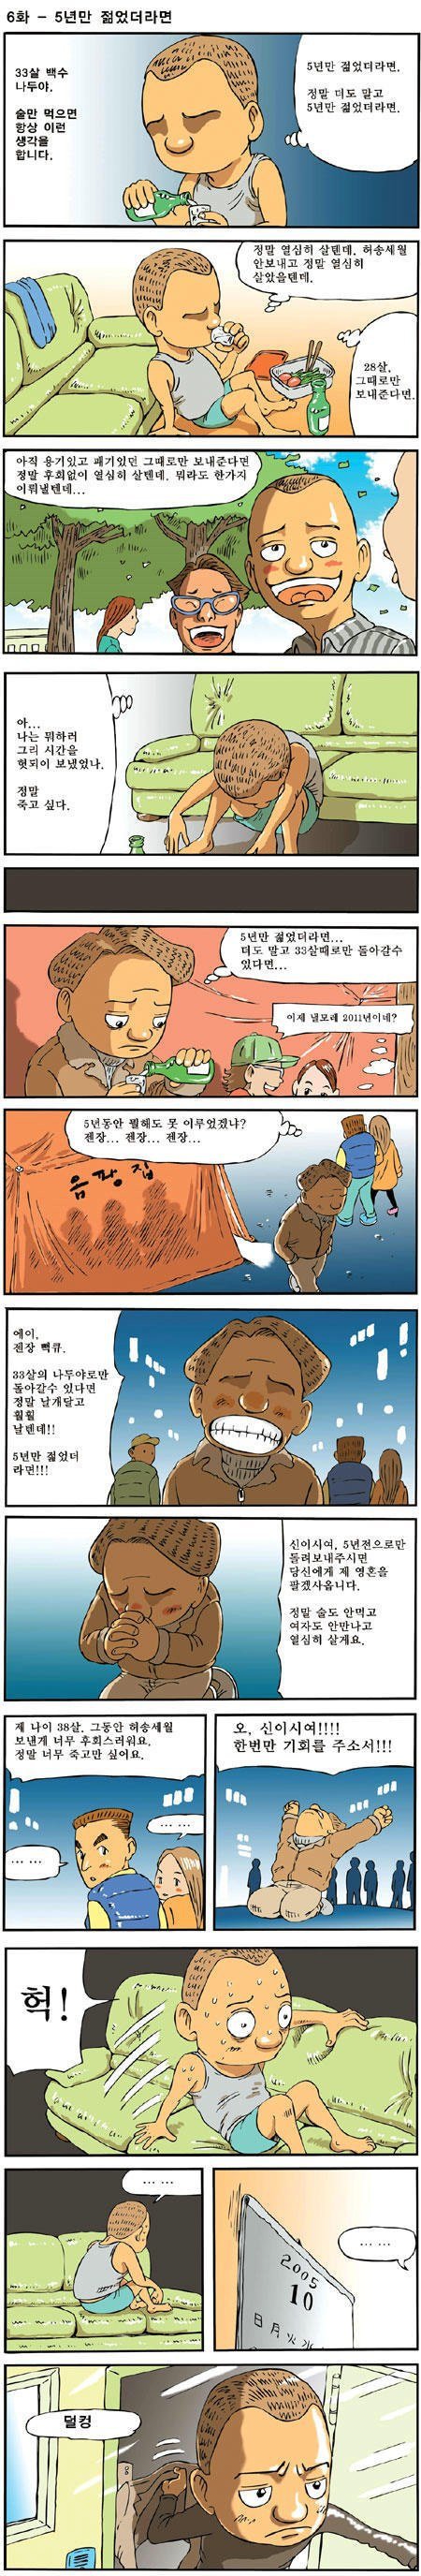 6화 - 5년만 젊었더라면
33살 백수
나두야.
술만 먹으면
항상 이런
생각을
합니다.
5년만 젊었더라면.
정말 더도 말고
5년만 젊었더라면.
정말 열심히 살텐데. 허송세월
안보내고 정말 열심히
살았을텐데.
28살,
그때로만
보내준다면.
아직 용기있고 패기있던 그때로만 보내준다면
정말 후회없이 열심히 살텐데. 뭐라도 한가지
이뤄낼텐데...
아...
나는 뭐하러
그리 시간을
헛되이 보냈었나.
정말
죽고 싶다.
5년만 젊었더라면...
더도 말고 33살때로만 돌아갈수
있다면...
이제 낼모레 2011년이네?
5년동안 뭘해도 못 이루었겠냐?
젠장... 젠장... 젠장...
음팡집
에이,
젠장 뻑큐.
33살의 나두야로만
돌아갈수 있다면
정말 날개달고
훨훨
날텐데!!
5년만 젊었더
라면!!!
신이시여, 5년전으로만
돌려보내주시면
당신에게 제 영혼을
팔겠사옵니다.
정말 술도 안먹고
여자도 안만나고
열심히 살게요.
제 나이 38살. 그동안 허송세월
보낸게 너무 후회스러워요.
정말 너무 죽고만 싶어요.
... ...
... ...
오, 신이시여!!!!
한번만 기회를 주소서!!!
헉!
... ...
... ...
2005
10
日月火水
덜컹